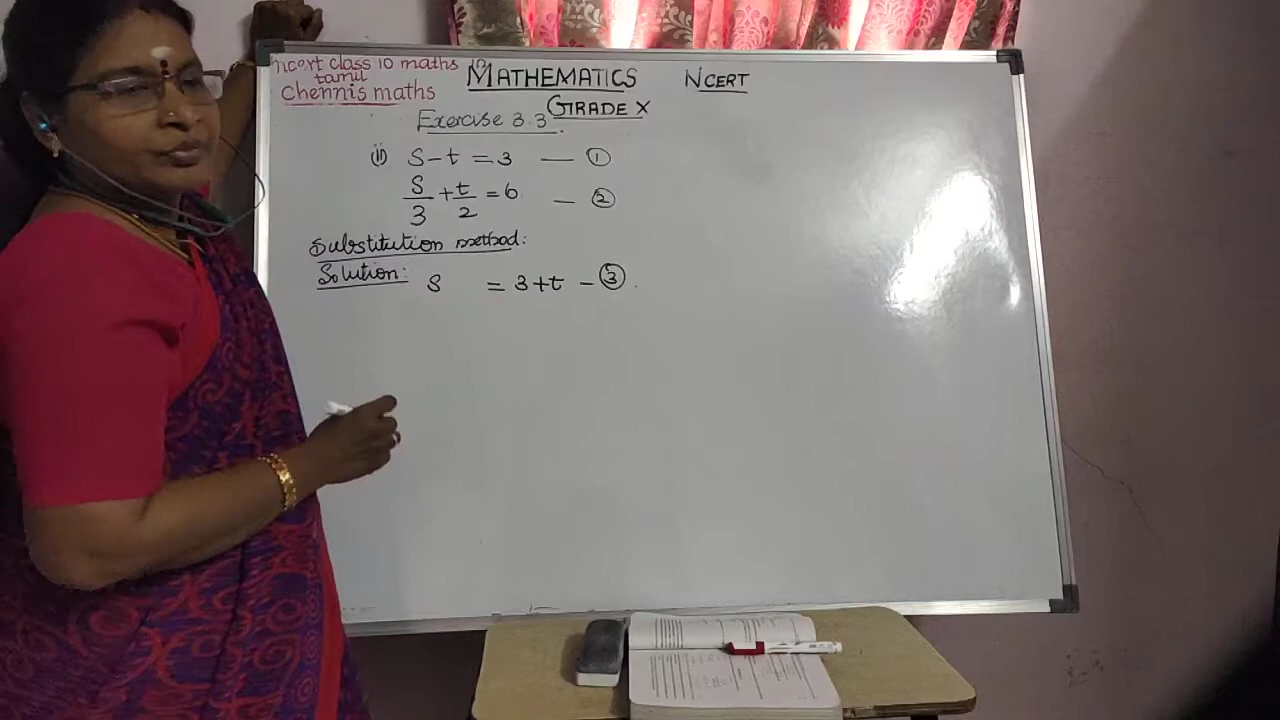 ncert class 10 maths
tamil
chennis maths
MATHEMATICS NCERT
GRADE X
Exercise 3.3
(ii) S-t = 3 — ①
S/3 + t/2 = 6 — ②
Substitution method:
Solution: S = 3+t - ③